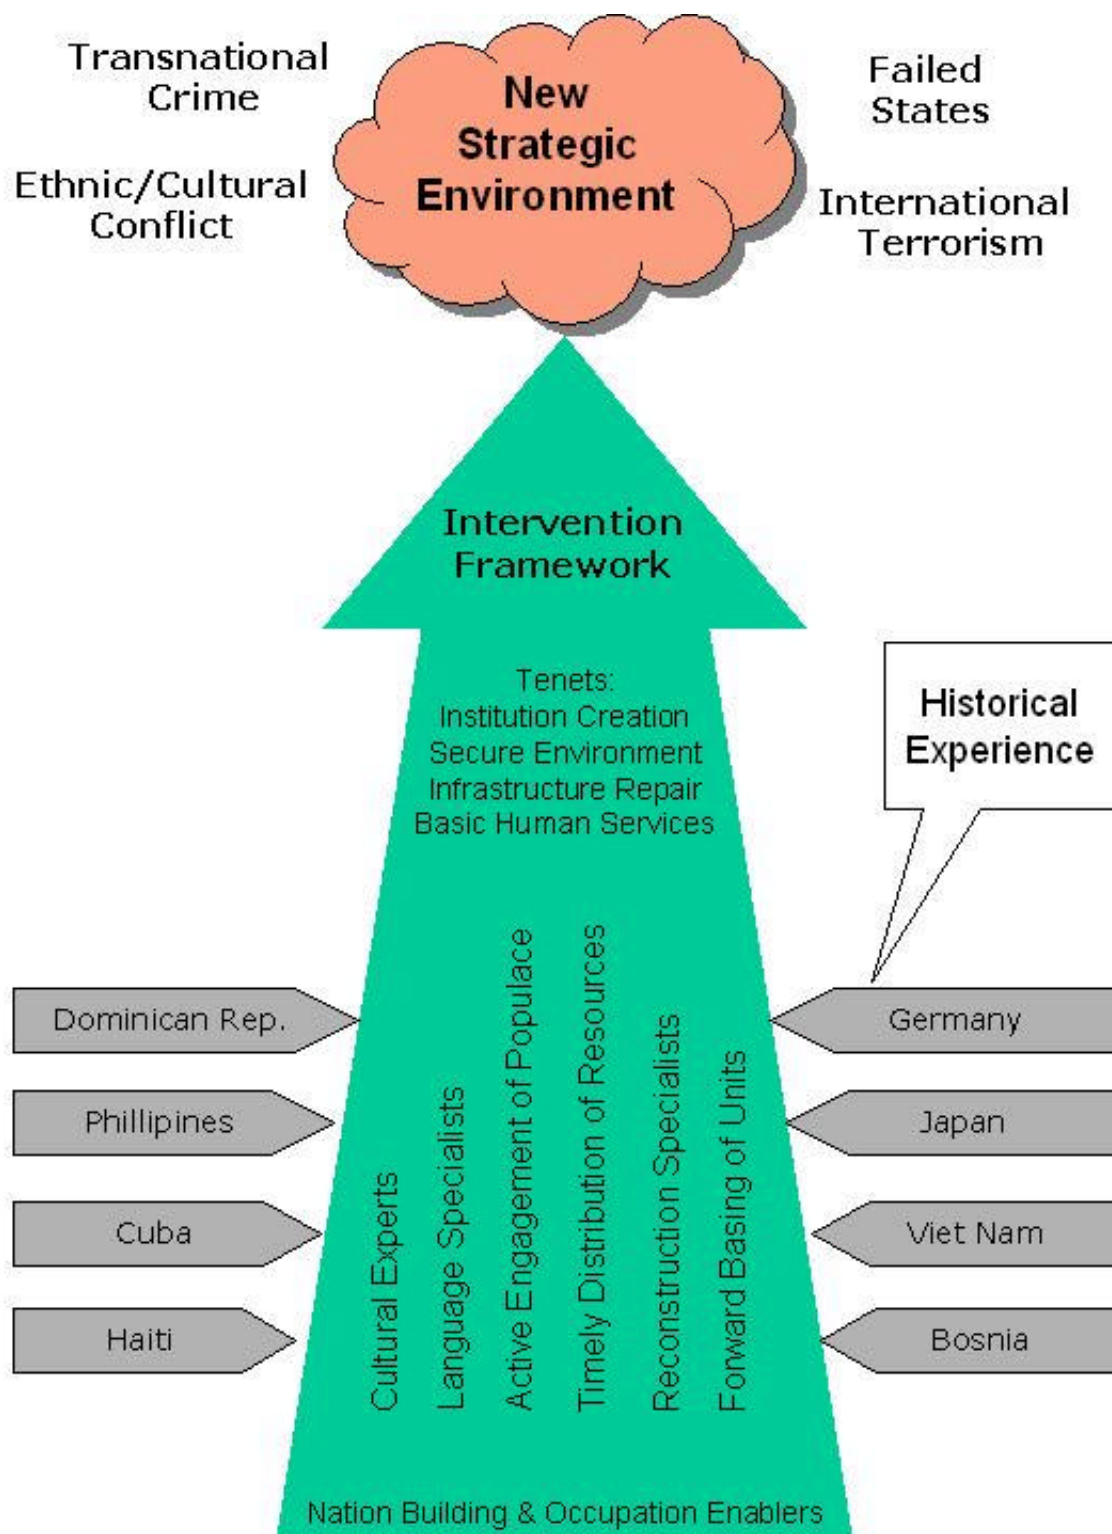 Transnational
Crime
Ethnic/Cultural
Conflict
New
Strategic
Environment
Failed
States
International
Terrorism
Intervention
Framework
Tenets:
Institution Creation
Secure Environment
Infrastructure Repair
Basic Human Services
Historical
Experience
Dominican Rep.
Phillipines
Cuba
Haiti
Cultural Experts
Language Specialists
Active Engagement of Populace
Timely Distribution of Resources
Reconstruction Specialists
Forward Basing of Units
Germany
Japan
Viet Nam
Bosnia
Nation Building & Occupation Enablers